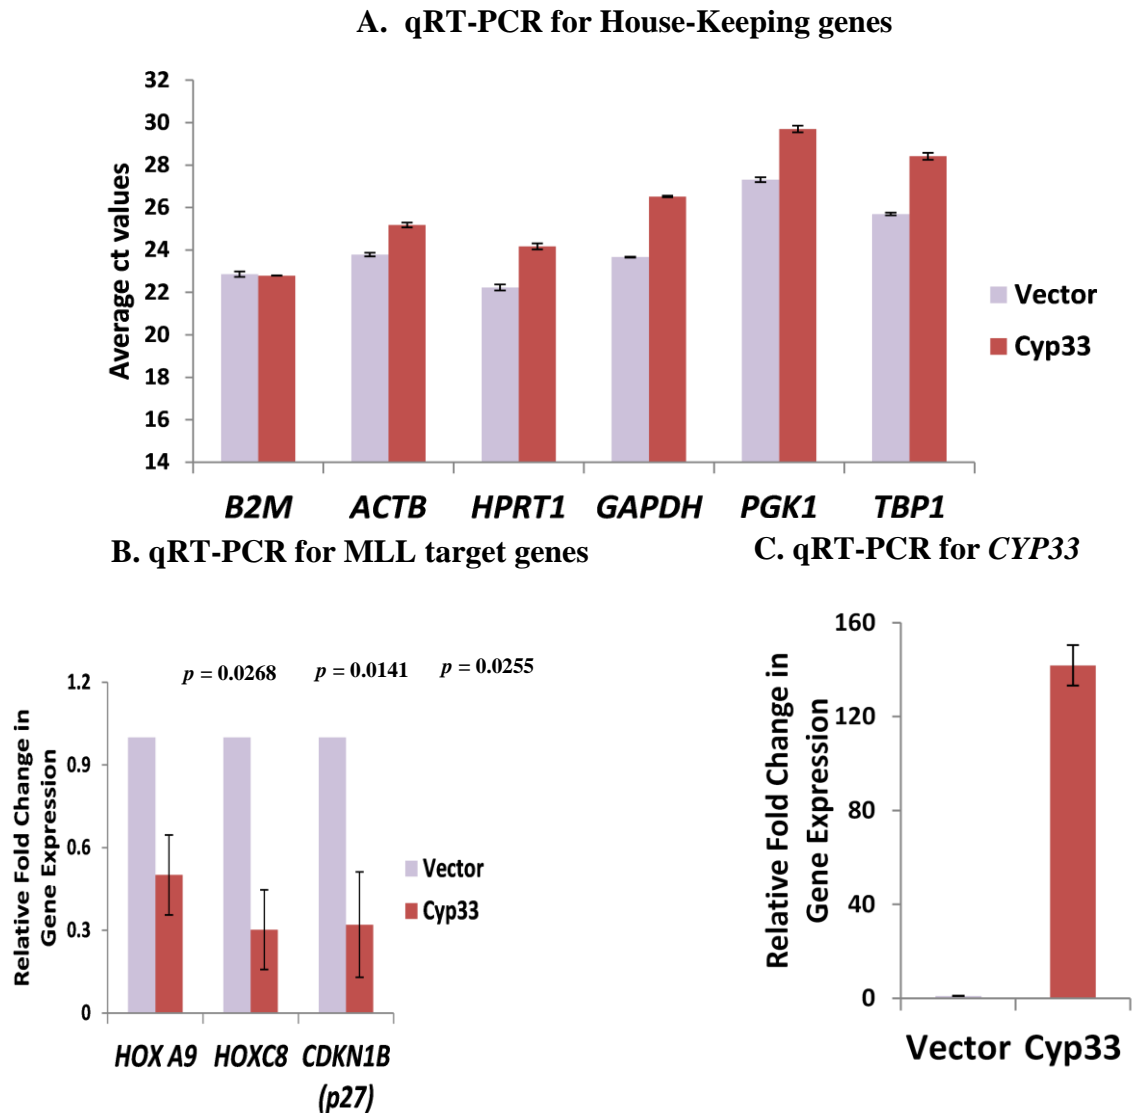 A. qRT-PCR for House-Keeping genes
Average ct values
32
30
28
26
24
22
20
18
16
14
B2M ACTB HPRT1 GAPDH PGK1 TBP1
Vector
Cyp33
B. qRT-PCR for MLL target genes
p = 0.0268 p = 0.0141 p = 0.0255
Relative Fold Change in
Gene Expression
1.2
0.9
0.6
0.3
0
HOX A9 HOXC8 CDKN1B
(p27)
Vector
Cyp33
C. qRT-PCR for CYP33
Relative Fold Change in
Gene Expression
160
120
80
40
0
Vector Cyp33